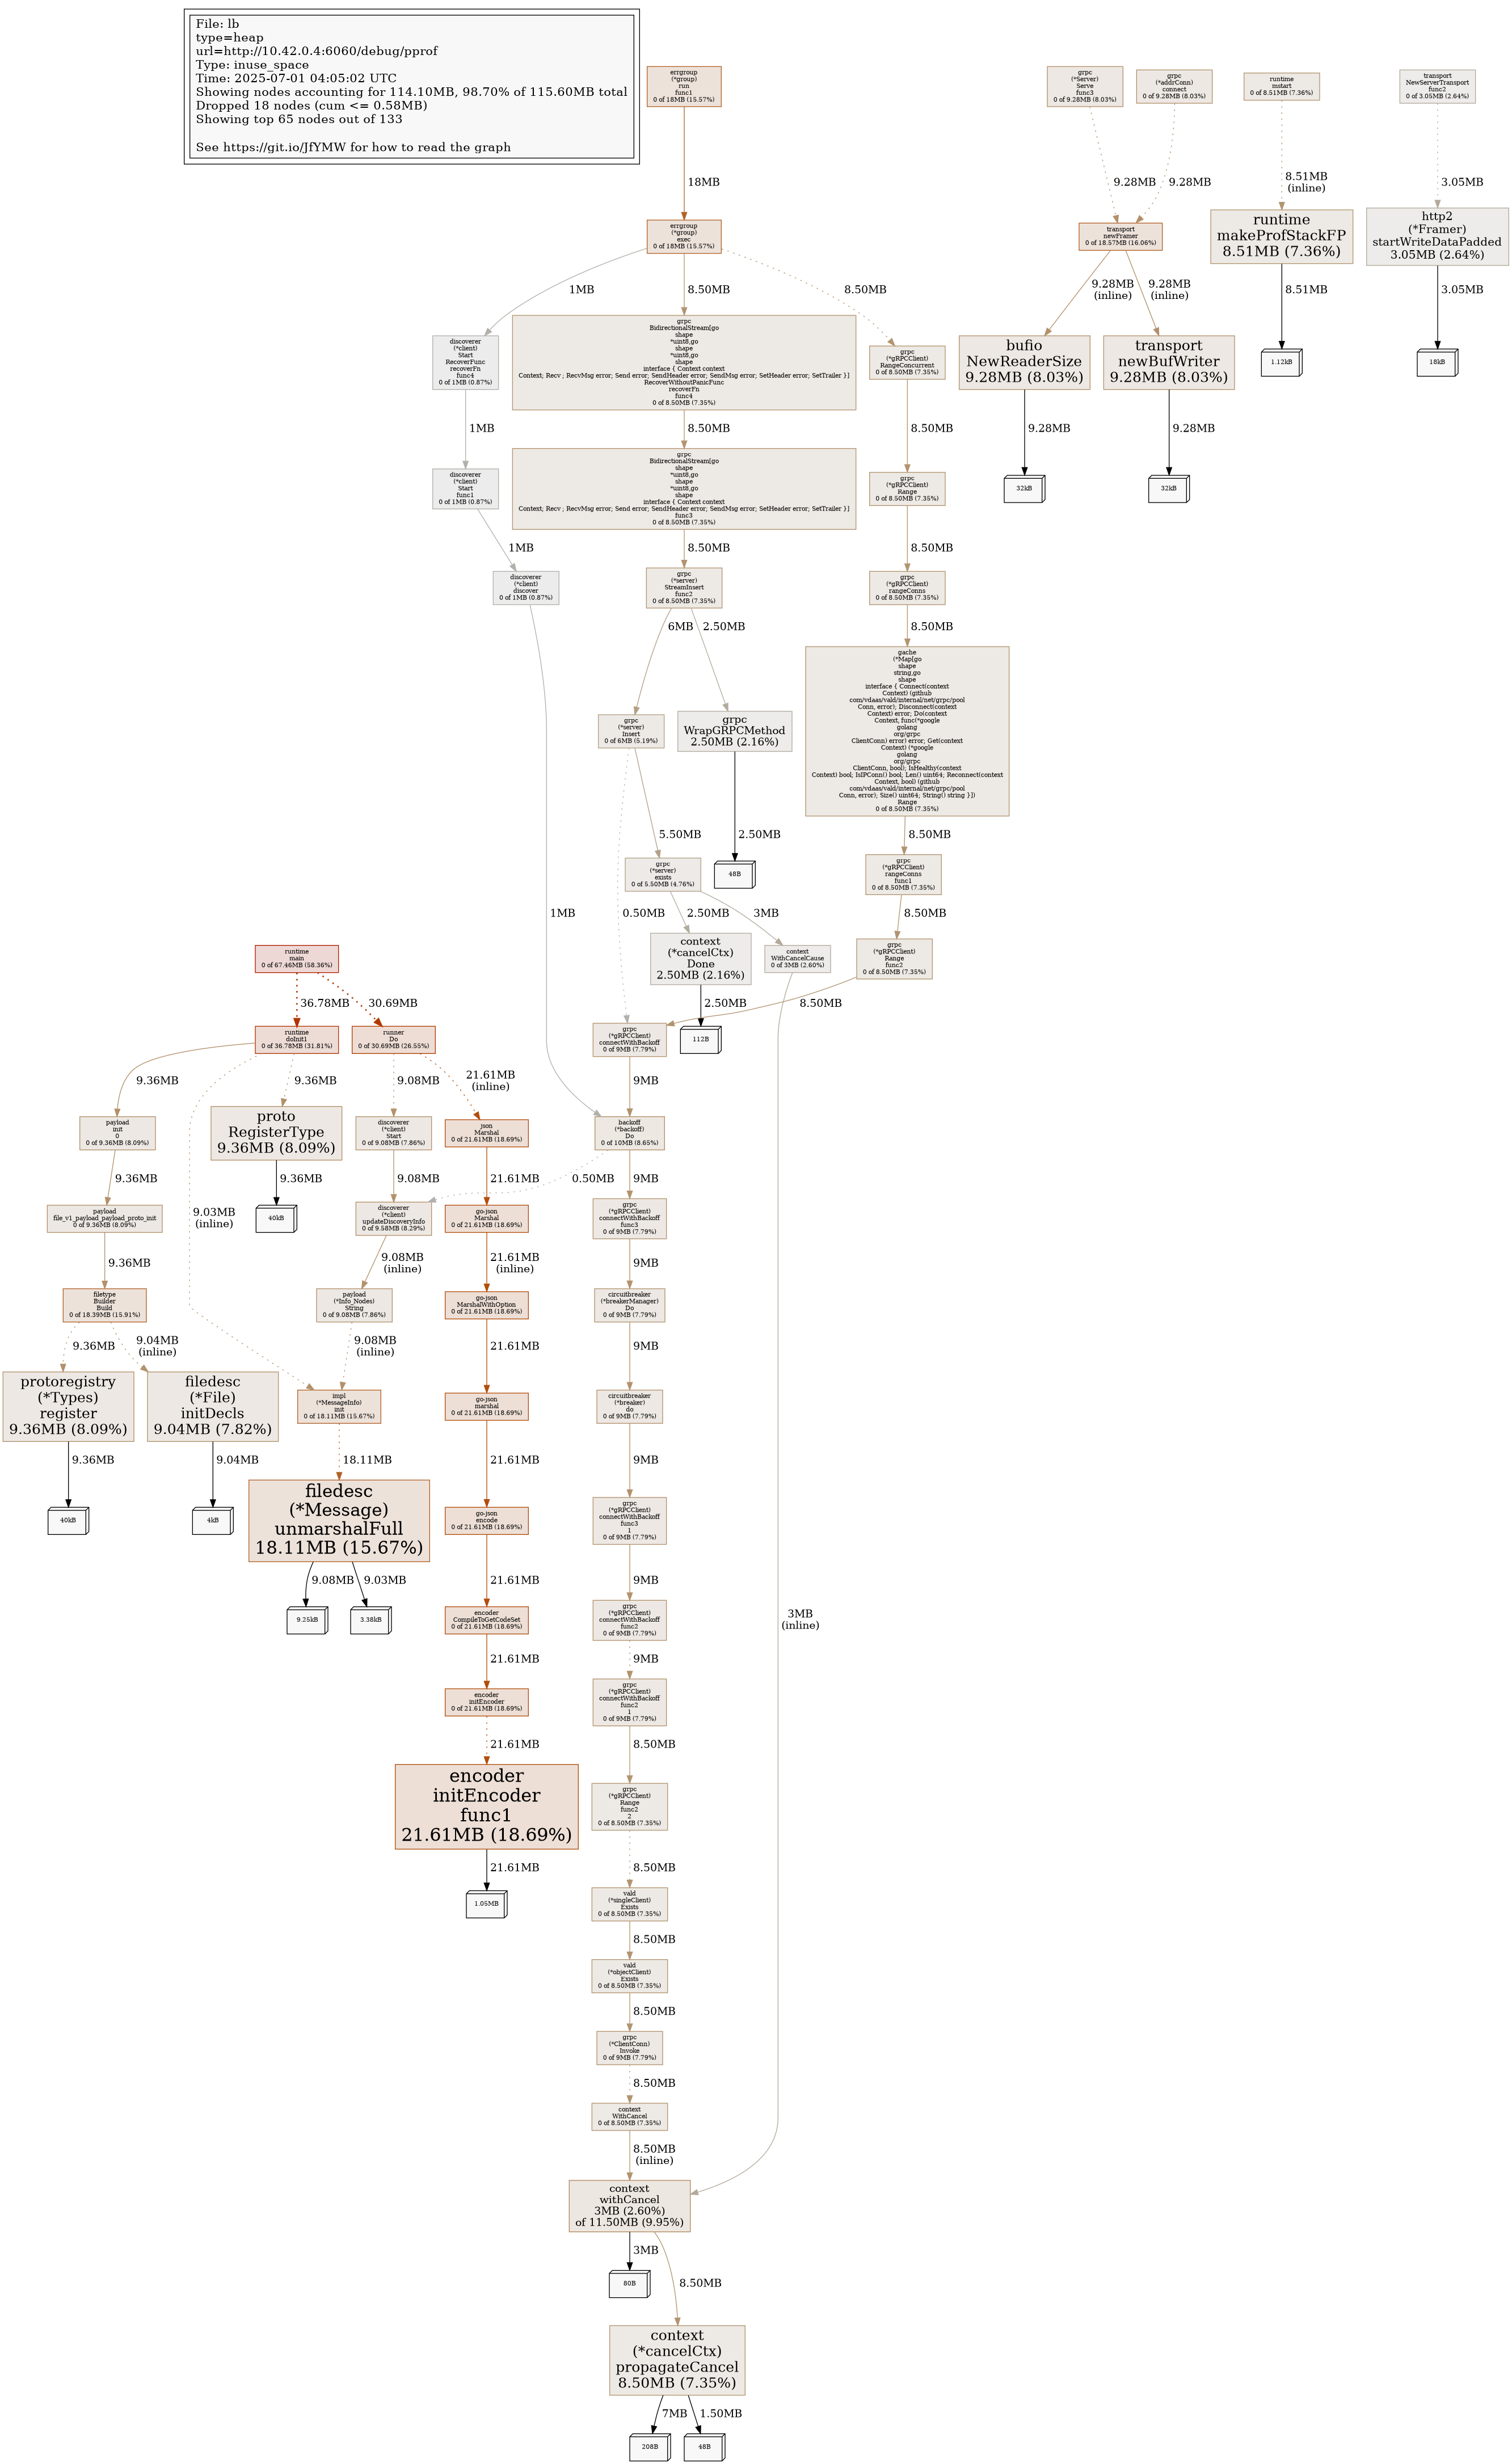 File: lb
type=heap
url=http://10.42.0.4:6060/debug/pprof
Type: inuse_space
Time: 2025-07-01 04:05:02 UTC
Showing nodes accounting for 114.10MB, 98.70% of 115.60MB total
Dropped 18 nodes (cum <= 0.58MB)
Showing top 65 nodes out of 133
See https://git.io/JfYMW for how to read the graph
errgroup
(*group)
run
func1
0 of 18MB (15.57%)
grpc
(*Server)
Serve
func3
0 of 9.28MB (8.03%)
grpc
(*addrConn)
connect
0 of 9.28MB (8.03%)
runtime
mstart
0 of 8.51MB (7.36%)
transport
NewServerTransport
func2
0 of 3.05MB (2.64%)
18MB
9.28MB
9.28MB
8.51MB
(inline)
3.05MB
errgroup
(*group)
exec
0 of 18MB (15.57%)
transport
newFramer
0 of 18.57MB (16.06%)
runtime
makeProfStackFP
8.51MB (7.36%)
http2
(*Framer)
startWriteDataPadded
3.05MB (2.64%)
1MB
8.50MB
8.50MB
9.28MB
(inline)
9.28MB
(inline)
8.51MB
3.05MB
discoverer
(*client)
Start
RecoverFunc
recoverFn
func4
0 of 1MB (0.87%)
grpc
BidirectionalStream[go
shape
*uint8,go
shape
*uint8,go
shape
interface { Context context
Context; Recv ; RecvMsg error; Send error; SendHeader error; SendMsg error; SetHeader error; SetTrailer }]
RecoverWithoutPanicFunc
recoverFn
func4
0 of 8.50MB (7.35%)
grpc
(*gRPCClient)
RangeConcurrent
0 of 8.50MB (7.35%)
bufio
NewReaderSize
9.28MB (8.03%)
transport
newBufWriter
9.28MB (8.03%)
1.12kB
18kB
1MB
8.50MB
8.50MB
9.28MB
9.28MB
discoverer
(*client)
Start
func1
0 of 1MB (0.87%)
grpc
BidirectionalStream[go
shape
*uint8,go
shape
*uint8,go
shape
interface { Context context
Context; Recv ; RecvMsg error; Send error; SendHeader error; SendMsg error; SetHeader error; SetTrailer }]
func3
0 of 8.50MB (7.35%)
grpc
(*gRPCClient)
Range
0 of 8.50MB (7.35%)
32kB
32kB
1MB
8.50MB
8.50MB
discoverer
(*client)
discover
0 of 1MB (0.87%)
grpc
(*server)
StreamInsert
func2
0 of 8.50MB (7.35%)
grpc
(*gRPCClient)
rangeConns
0 of 8.50MB (7.35%)
6MB
2.50MB
8.50MB
grpc
(*server)
Insert
0 of 6MB (5.19%)
grpc
WrapGRPCMethod
2.50MB (2.16%)
gache
(*Map[go
shape
string,go
shape
interface { Connect(context
Context) (github
com/vdaas/vald/internal/net/grpc/pool
Conn, error); Disconnect(context
Context) error; Do(context
Context, func(*google
golang
org/grpc
ClientConn) error) error; Get(context
Context) (*google
golang
org/grpc
ClientConn, bool); IsHealthy(context
Context) bool; IsIPConn() bool; Len() uint64; Reconnect(context
Context, bool) (github
com/vdaas/vald/internal/net/grpc/pool
Conn, error); Size() uint64; String() string }])
Range
0 of 8.50MB (7.35%)
5.50MB
2.50MB
8.50MB
grpc
(*server)
exists
0 of 5.50MB (4.76%)
48B
grpc
(*gRPCClient)
rangeConns
func1
0 of 8.50MB (7.35%)
1MB
0.50MB
2.50MB
3MB
8.50MB
runtime
main
0 of 67.46MB (58.36%)
context
(*cancelCtx)
Done
2.50MB (2.16%)
context
WithCancelCause
0 of 3MB (2.60%)
grpc
(*gRPCClient)
Range
func2
0 of 8.50MB (7.35%)
36.78MB
30.69MB
2.50MB
8.50MB
runtime
doInit1
0 of 36.78MB (31.81%)
runner
Do
0 of 30.69MB (26.55%)
grpc
(*gRPCClient)
connectWithBackoff
0 of 9MB (7.79%)
112B
9.36MB
9.36MB
9.08MB
21.61MB
(inline)
9MB
payload
init
0
0 of 9.36MB (8.09%)
proto
RegisterType
9.36MB (8.09%)
discoverer
(*client)
Start
0 of 9.08MB (7.86%)
json
Marshal
0 of 21.61MB (18.69%)
backoff
(*backoff)
Do
0 of 10MB (8.65%)
9.36MB
9.03MB
(inline)
9.36MB
9.08MB
21.61MB
0.50MB
9MB
payload
file_v1_payload_payload_proto_init
0 of 9.36MB (8.09%)
40kB
discoverer
(*client)
updateDiscoveryInfo
0 of 9.58MB (8.29%)
go-json
Marshal
0 of 21.61MB (18.69%)
grpc
(*gRPCClient)
connectWithBackoff
func3
0 of 9MB (7.79%)
9.36MB
9.08MB
(inline)
21.61MB
(inline)
9MB
filetype
Builder
Build
0 of 18.39MB (15.91%)
payload
(*Info_Nodes)
String
0 of 9.08MB (7.86%)
go-json
MarshalWithOption
0 of 21.61MB (18.69%)
circuitbreaker
(*breakerManager)
Do
0 of 9MB (7.79%)
9.36MB
9.04MB
(inline)
9.08MB
(inline)
21.61MB
9MB
protoregistry
(*Types)
register
9.36MB (8.09%)
filedesc
(*File)
initDecls
9.04MB (7.82%)
impl
(*MessageInfo)
init
0 of 18.11MB (15.67%)
go-json
marshal
0 of 21.61MB (18.69%)
circuitbreaker
(*breaker)
do
0 of 9MB (7.79%)
9.36MB
9.04MB
18.11MB
21.61MB
9MB
40kB
4kB
filedesc
(*Message)
unmarshalFull
18.11MB (15.67%)
go-json
encode
0 of 21.61MB (18.69%)
grpc
(*gRPCClient)
connectWithBackoff
func3
1
0 of 9MB (7.79%)
9.08MB
9.03MB
21.61MB
9MB
9.25kB
3.38kB
encoder
CompileToGetCodeSet
0 of 21.61MB (18.69%)
grpc
(*gRPCClient)
connectWithBackoff
func2
0 of 9MB (7.79%)
3MB
(inline)
21.61MB
9MB
encoder
initEncoder
0 of 21.61MB (18.69%)
grpc
(*gRPCClient)
connectWithBackoff
func2
1
0 of 9MB (7.79%)
21.61MB
8.50MB
encoder
initEncoder
func1
21.61MB (18.69%)
grpc
(*gRPCClient)
Range
func2
2
0 of 8.50MB (7.35%)
21.61MB
8.50MB
1.05MB
vald
(*singleClient)
Exists
0 of 8.50MB (7.35%)
8.50MB
vald
(*objectClient)
Exists
0 of 8.50MB (7.35%)
8.50MB
grpc
(*ClientConn)
Invoke
0 of 9MB (7.79%)
8.50MB
context
WithCancel
0 of 8.50MB (7.35%)
8.50MB
(inline)
context
withCancel
3MB (2.60%)
of 11.50MB (9.95%)
3MB
8.50MB
80B
context
(*cancelCtx)
propagateCancel
8.50MB (7.35%)
7MB
1.50MB
208B
48B